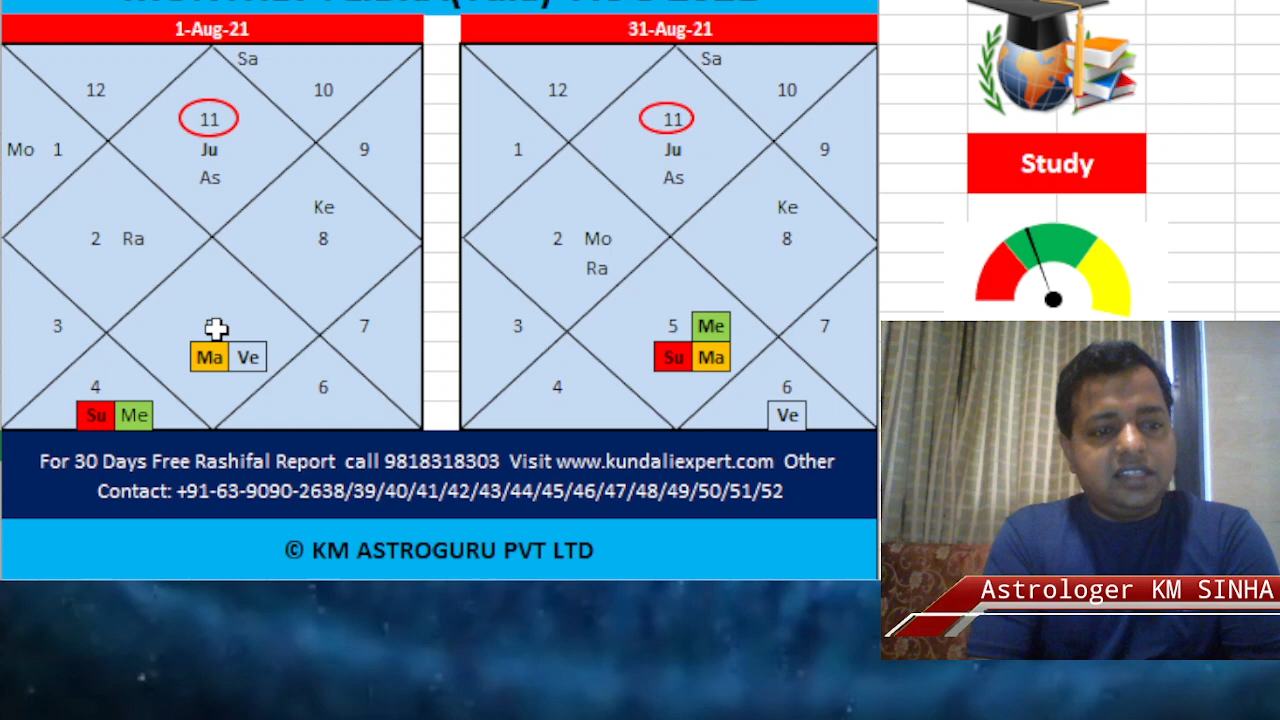 1-Aug-21
31-Aug-21
Sa
12
10
11
Mo 1
Ju
9
As
Ke
2 Ra
8
3
7
Ma Ve
4
6
Su Me
Sa
12
10
11
1
Ju
9
As
Ke
2 Mo
8
Ra
3
5 Me
7
Su Ma
4
6
Ve
Study
For 30 Days Free Rashifal Report call 9818318303 Visit www.kundaliexpert.com Other
Contact: +91-63-9090-2638/39/40/41/42/43/44/45/46/47/48/49/50/51/52
© KM ASTROGURU PVT LTD
Astrologer KM SINHA